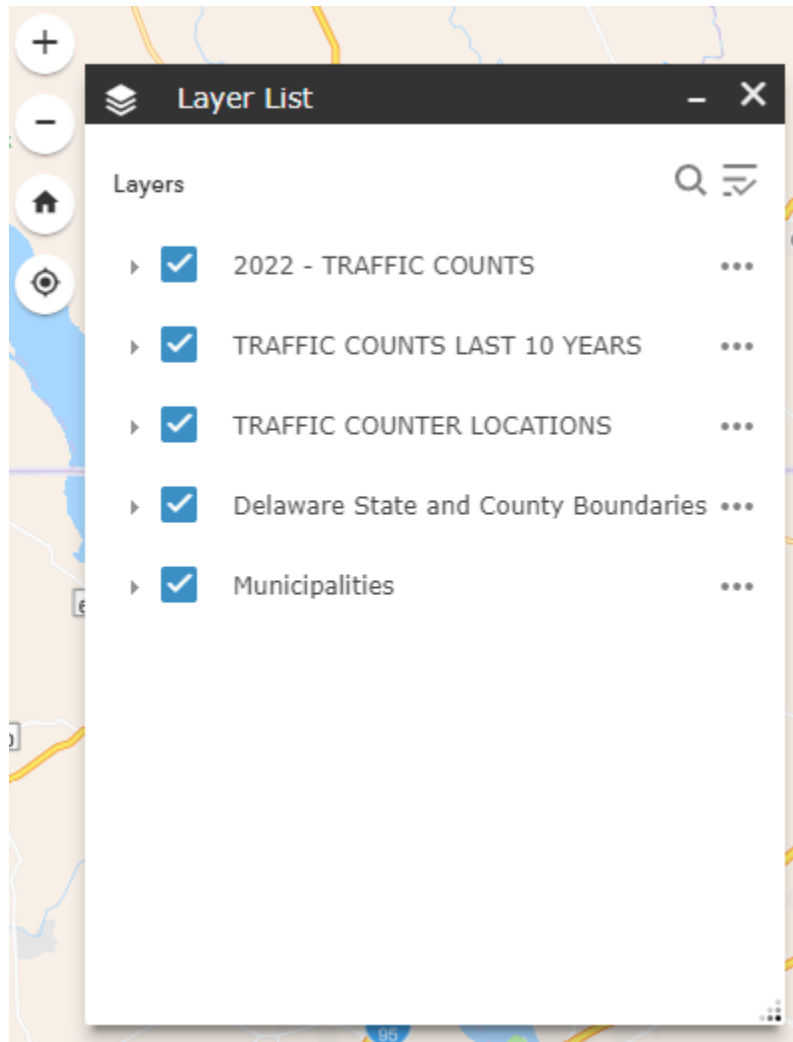 Layer List
Layers
2022 - TRAFFIC COUNTS
TRAFFIC COUNTS LAST 10 YEARS
TRAFFIC COUNTER LOCATIONS
Delaware State and County Boundaries
Municipalities
95